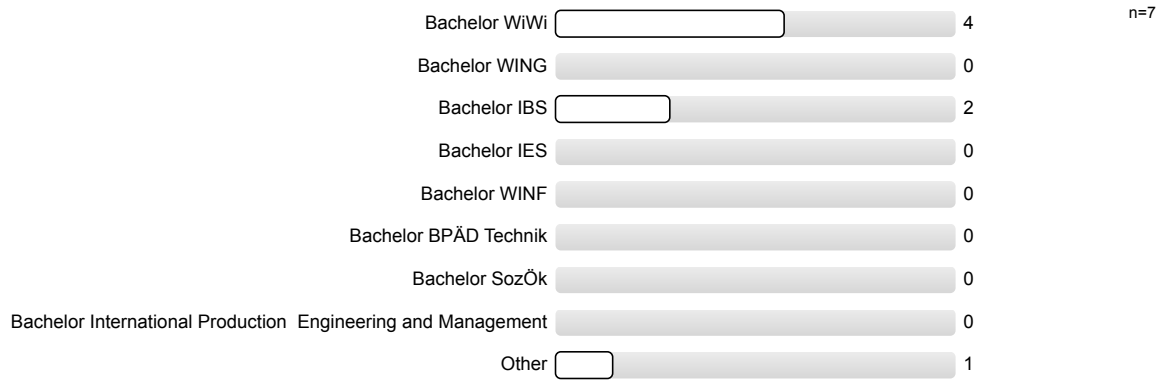 Bachelor WiWi 4 n=7
Bachelor WING 0
Bachelor IBS 2
Bachelor IES 0
Bachelor WINF 0
Bachelor BPÄD Technik 0
Bachelor SozÖk 0
Bachelor International Production Engineering and Management 0
Other 1